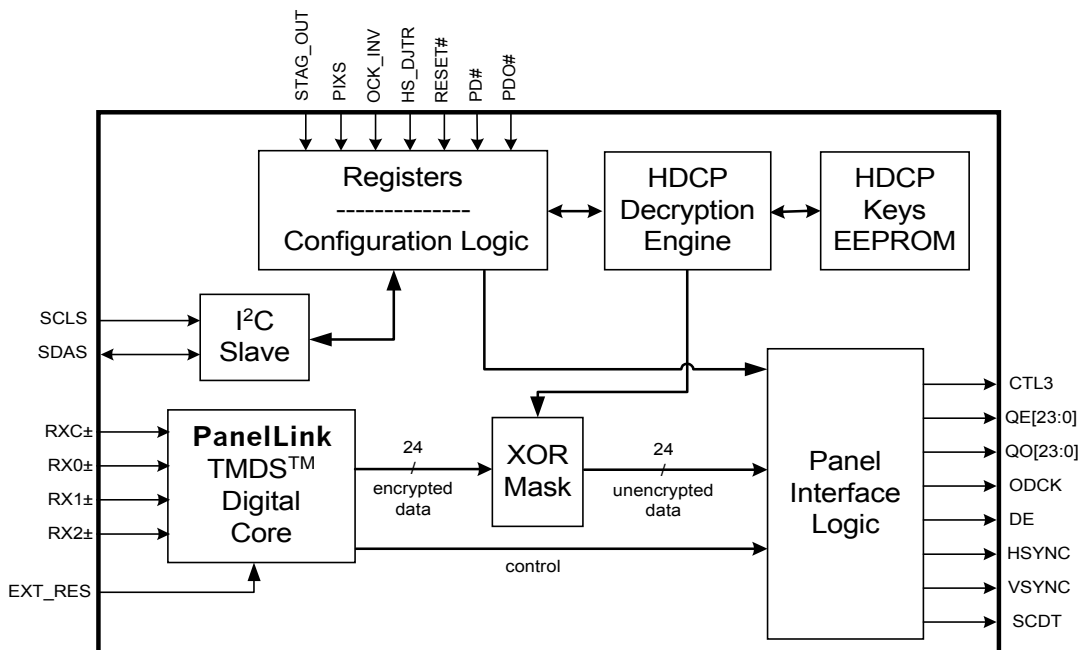 STAG_OUT
PIXS
OCK_INV
HS_DJTR
RESET#
PD#
PDO#
Registers
---------------
Configuration Logic
HDCP
Decryption
Engine
HDCP
Keys
EEPROM
SCLS
SDAS
I²C
Slave
RXC±
RX0±
RX1±
RX2±
EXT_RES
PanelLink
TMDS™
Digital
Core
24
encrypted
data
XOR
Mask
24
unencrypted
data
control
Panel
Interface
Logic
CTL3
QE[23:0]
QO[23:0]
ODCK
DE
HSYNC
VSYNC
SCDT